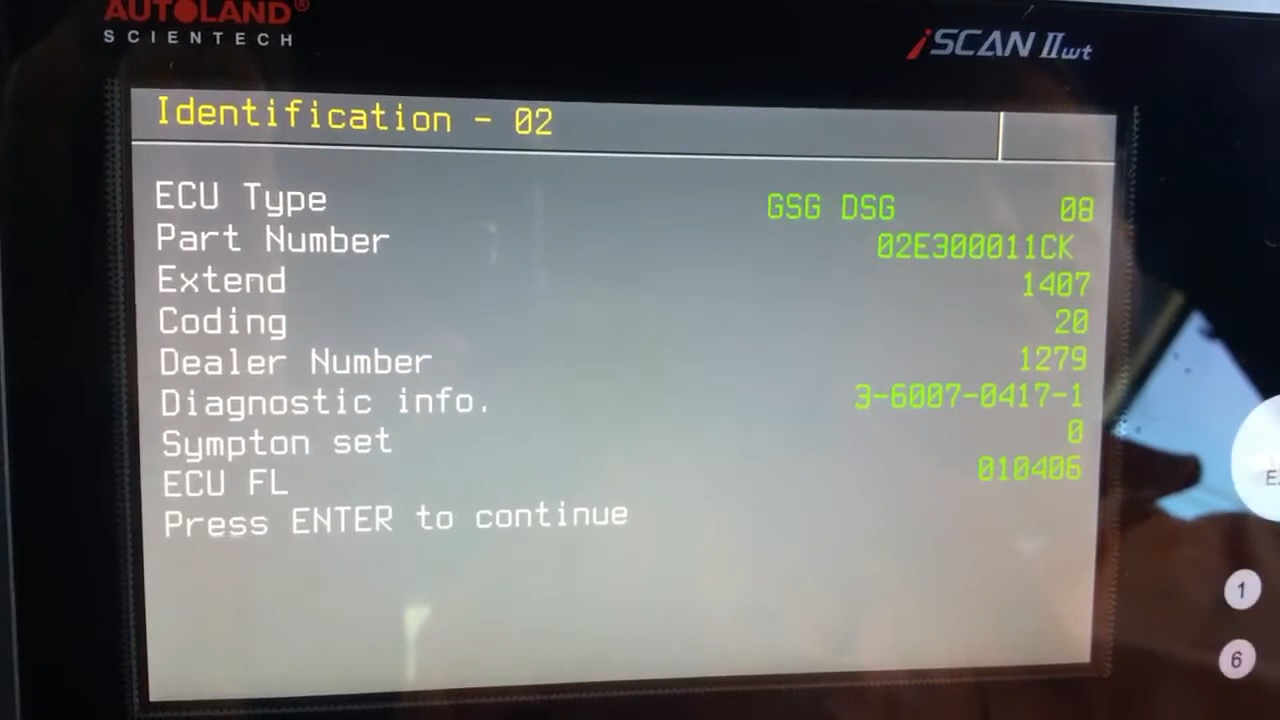 AUTOLAND®
SCIENTECH
iSCAN IIwt
Identification - 02
ECU Type GSG DSG 08
Part Number 02E300011CK
Extend 1407
Coding 20
Dealer Number 1279
Diagnostic info. 3-6007-0417-1
Sympton set 0
ECU FL 010406
Press ENTER to continue
1
6